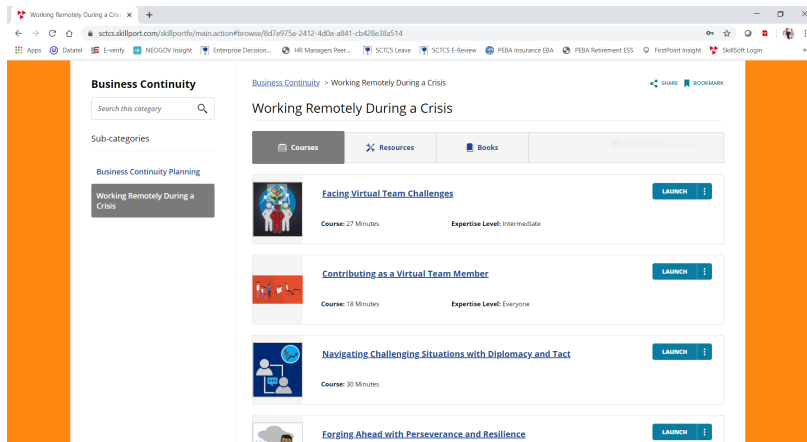 Working Remotely During a Crisis
sctcs.skillport.com/skillportfe/main.action#browse/8d7e975a-2412-4d0a-a841-cb428e38a514
Apps Datatel E-verify NEOGOV Insight Enterprise Decision... HR Managers Peer... SCTCS Leave SCTCS E-Review PEBA Insurance EBA PEBA Retirement ESS FirstPoint Insight SkillSoft Login »
Business Continuity
Search this category
Sub-categories
Business Continuity Planning
Working Remotely During a
Crisis
Business Continuity > Working Remotely During a Crisis
SHARE BOOKMARK
Working Remotely During a Crisis
Courses Resources Books
Facing Virtual Team Challenges
LAUNCH
Course: 27 Minutes Expertise Level: Intermediate
Contributing as a Virtual Team Member
LAUNCH
Course: 18 Minutes Expertise Level: Everyone
Navigating Challenging Situations with Diplomacy and Tact
LAUNCH
Course: 30 Minutes
Forging Ahead with Perseverance and Resilience
LAUNCH